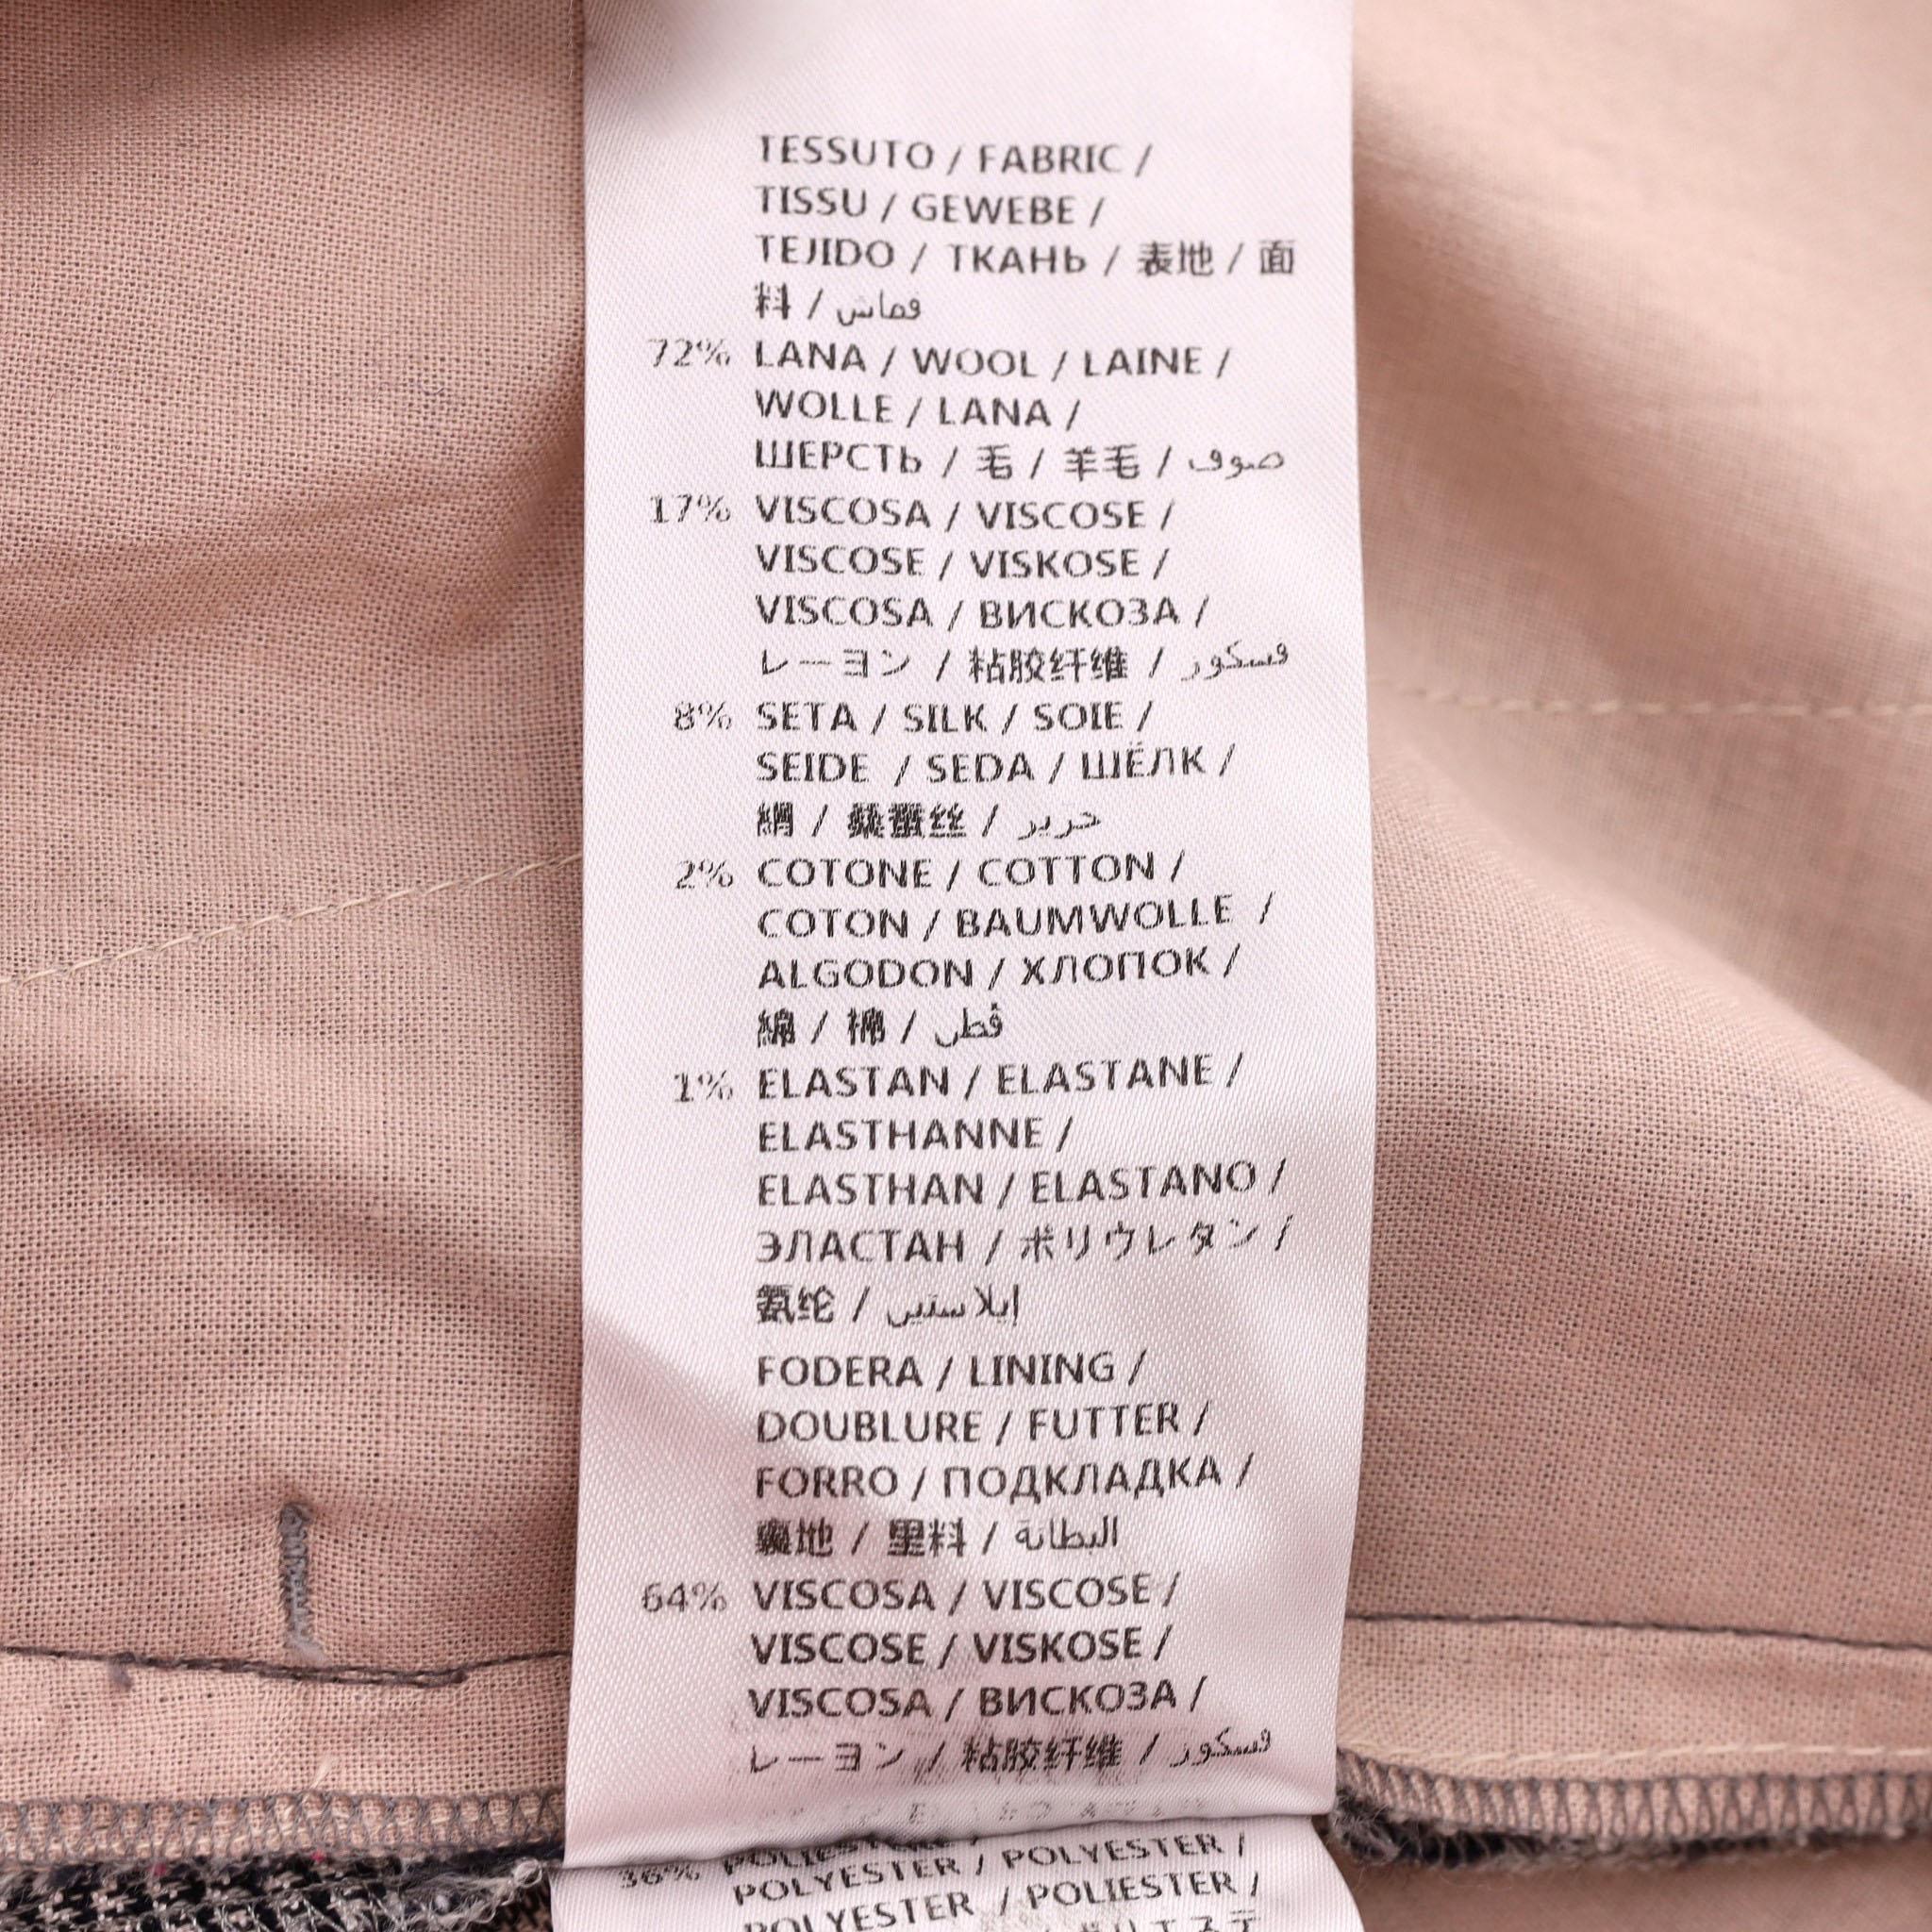 TESSUTO / FABRIC /
TISSU / GEWEBE /
TEJIDO / ТКАНЬ / 表地 / 面
料 / قماش
72% LANA / WOOL / LAINE /
WOLLE / LANA /
ШЕРСТЬ / 毛 / 羊毛 / صوف
17% VISCOSA / VISCOSE /
VISCOSE / VISKOSE /
VISCOSA / ВИСКОЗА /
レーヨン / 粘胶纤维 / فسكوز
8% SETA / SILK / SOIE /
SEIDE / SEDA / ШЁЛК /
絹 / 桑蚕丝 / حرير
2% COTONE / COTTON /
COTON / BAUMWOLLE /
ALGODON / ХЛОПОК /
綿 / 棉 / قطن
1% ELASTAN / ELASTANE /
ELASTHANNE /
ELASTHAN / ELASTANO /
ЭЛАСТАН / ポリウレタン /
氨纶 / إيلاستين
FODERA / LINING /
DOUBLURE / FUTTER /
FORRO / ПОДКЛАДКА /
裏地 / 里料 / البطانة
64% VISCOSA / VISCOSE /
VISCOSE / VISKOSE /
VISCOSA / ВИСКОЗА /
レーヨン / 粘胶纤维 / فسكوز
36% POLIESTERE /
POLYESTER / POLYESTER /
POLYESTER / POLIESTER /